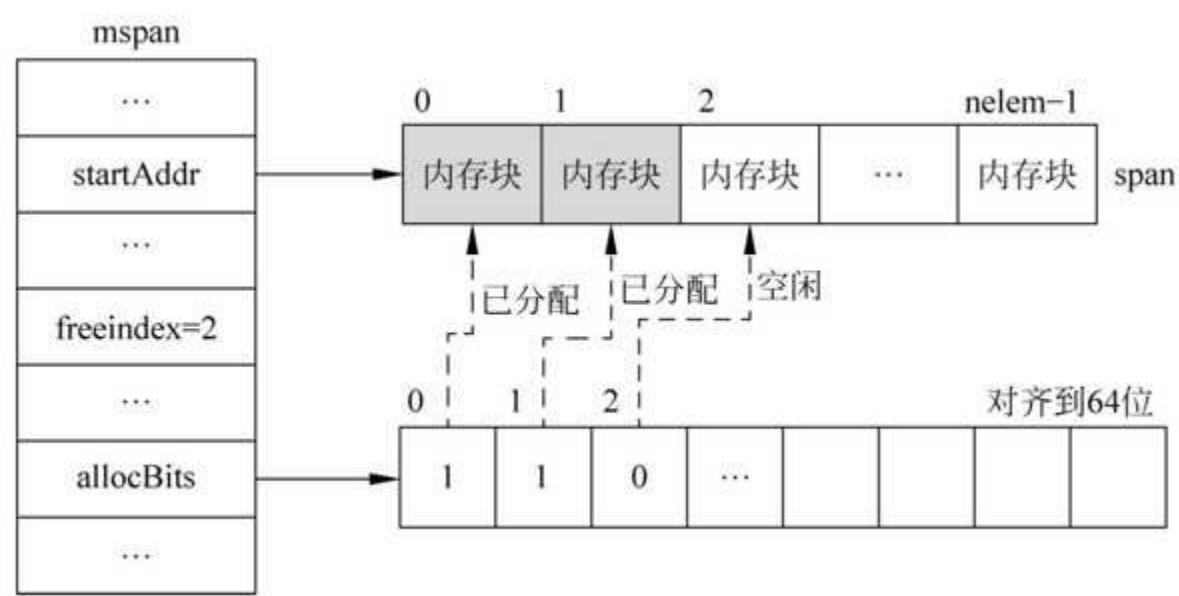 mspan
…
startAddr
…
freeindex=2
…
allocBits
…
0 1 2 nelem−1
内存块 内存块 内存块 … 内存块 span
已分配 已分配 空闲
0 1 2 对齐到64位
1 1 0 …